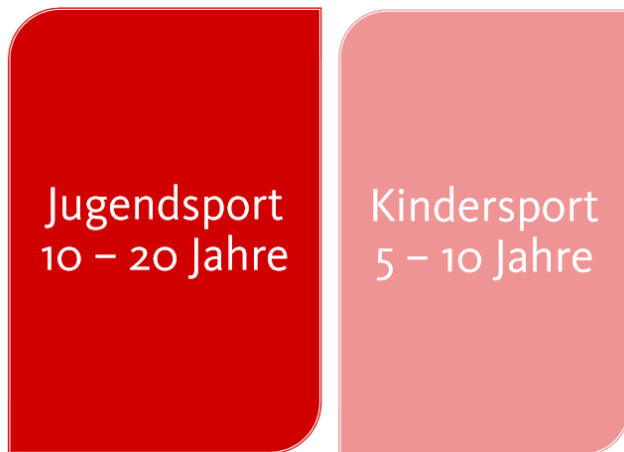 Jugendsport
10 – 20 Jahre
Kindersport
5 – 10 Jahre